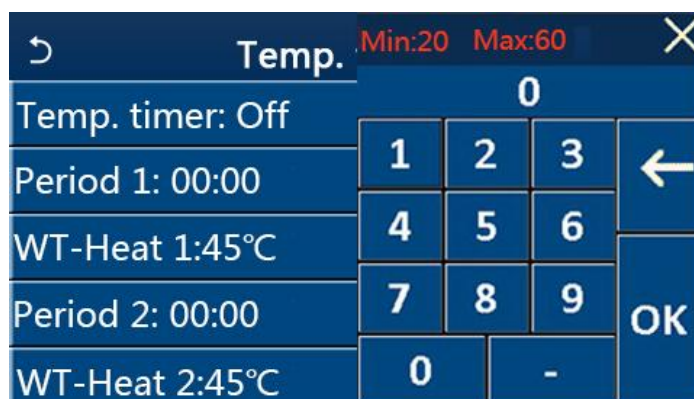 Temp.
Temp. timer: Off
Period 1: 00:00
WT-Heat 1:45℃
Period 2: 00:00
WT-Heat 2:45℃
Min:20 Max:60
0
1 2 3
4 5 6
7 8 9
0 -
OK